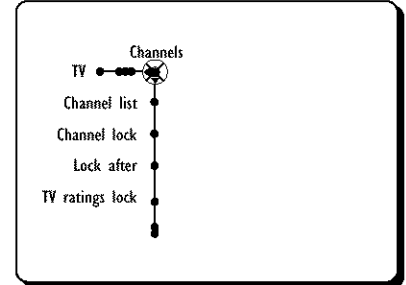 Channels
TV
Channel list
Channel lock
Lock after
TV ratings lock